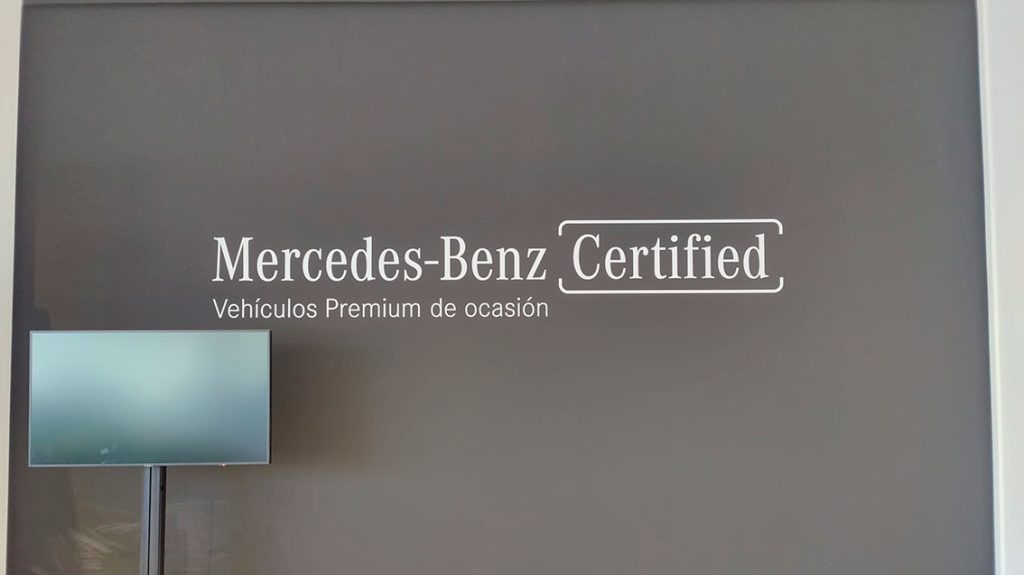 Mercedes-Benz Certified
Vehículos Premium de ocasión